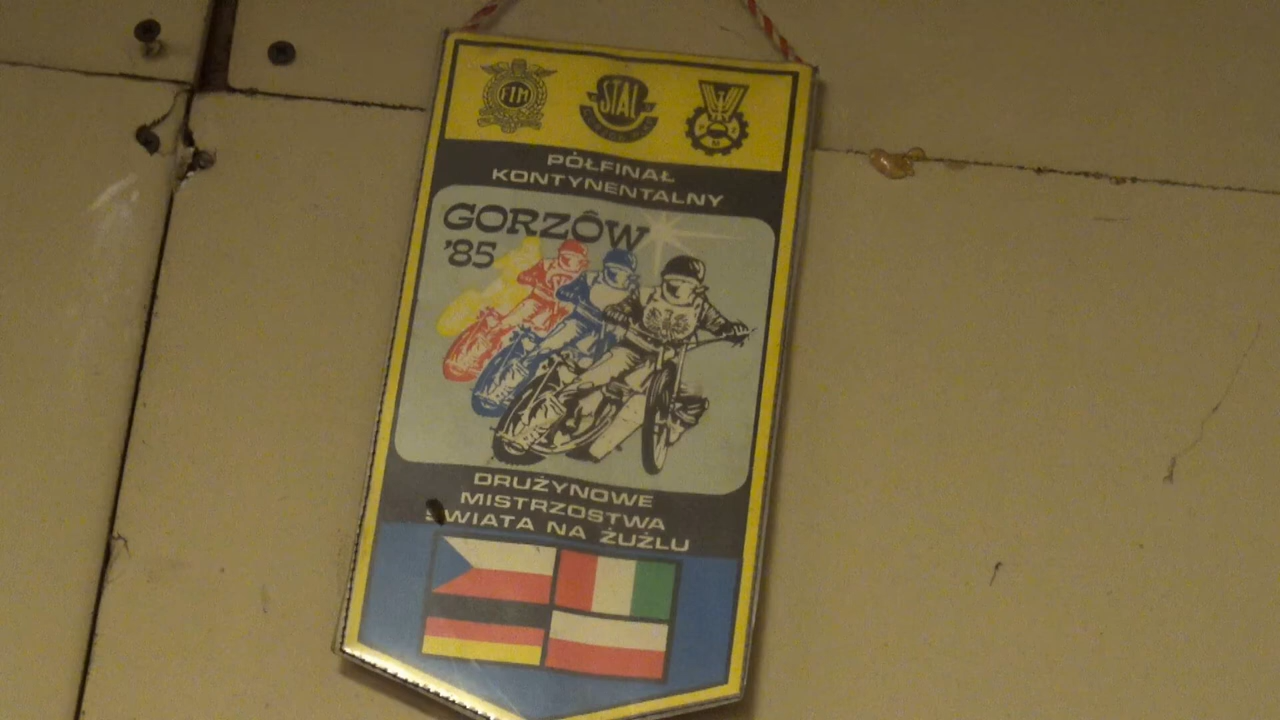 FIM
STAL
PÓŁFINAŁ
KONTYNENTALNY
GORZÓW
'85
DRUŻYNOWE
MISTRZOSTWA
ŚWIATA NA ŻUŻLU